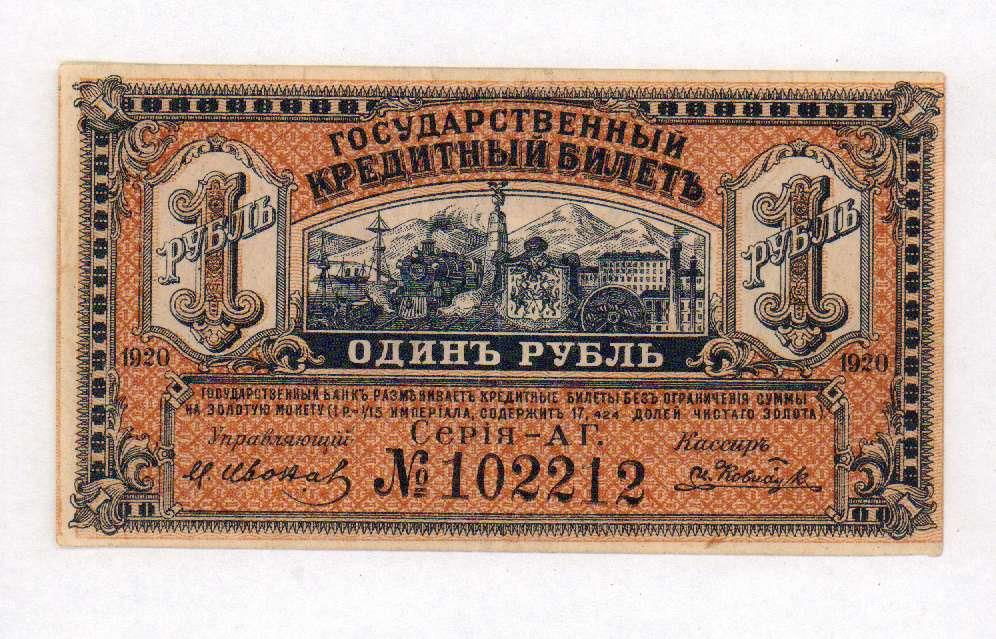 1 1
ГОСУДАРСТВЕННЫЙ
КРЕДИТНЫЙ БИЛЕТЪ
1 РУБЛЬ
1 РУБЛЬ
ОДИНЪ РУБЛЬ
1920 1920
ГОСУДАРСТВЕННЫЙ БАНКЪ РАЗМѢНИВАЕТЪ КРЕДИТНЫЕ БИЛЕТЫ БЕЗЪ ОГРАНИЧЕНІЯ СУММЫ
НА ЗОЛОТУЮ МОНЕТУ (1 Р.= 1/15 ИМПЕРІАЛА, СОДЕРЖИТЪ 17,424 ДОЛЕЙ ЧИСТАГО ЗОЛОТА)
Управляющій Серія-АГ. Кассиръ
№ 102212